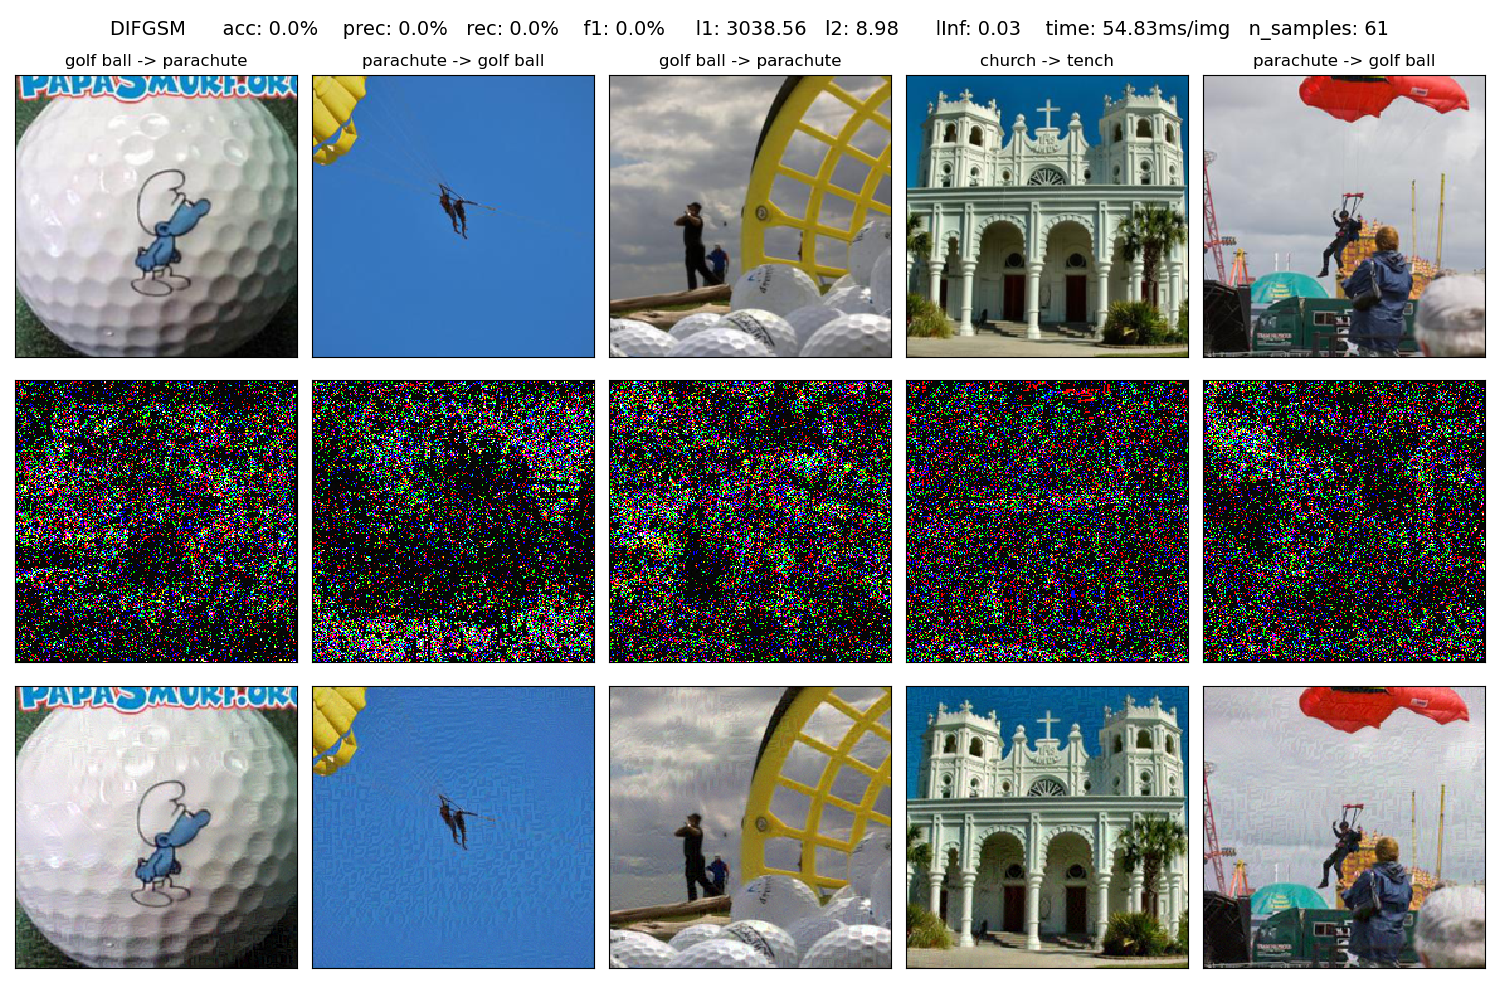 DIFGSM acc: 0.0% prec: 0.0% rec: 0.0% f1: 0.0% l1: 3038.56 l2: 8.98 lInf: 0.03 time: 54.83ms/img n_samples: 61
golf ball -> parachute
parachute -> golf ball
golf ball -> parachute
church -> tench
parachute -> golf ball
PAPASMURF.ORG
PAPASMURF.ORG